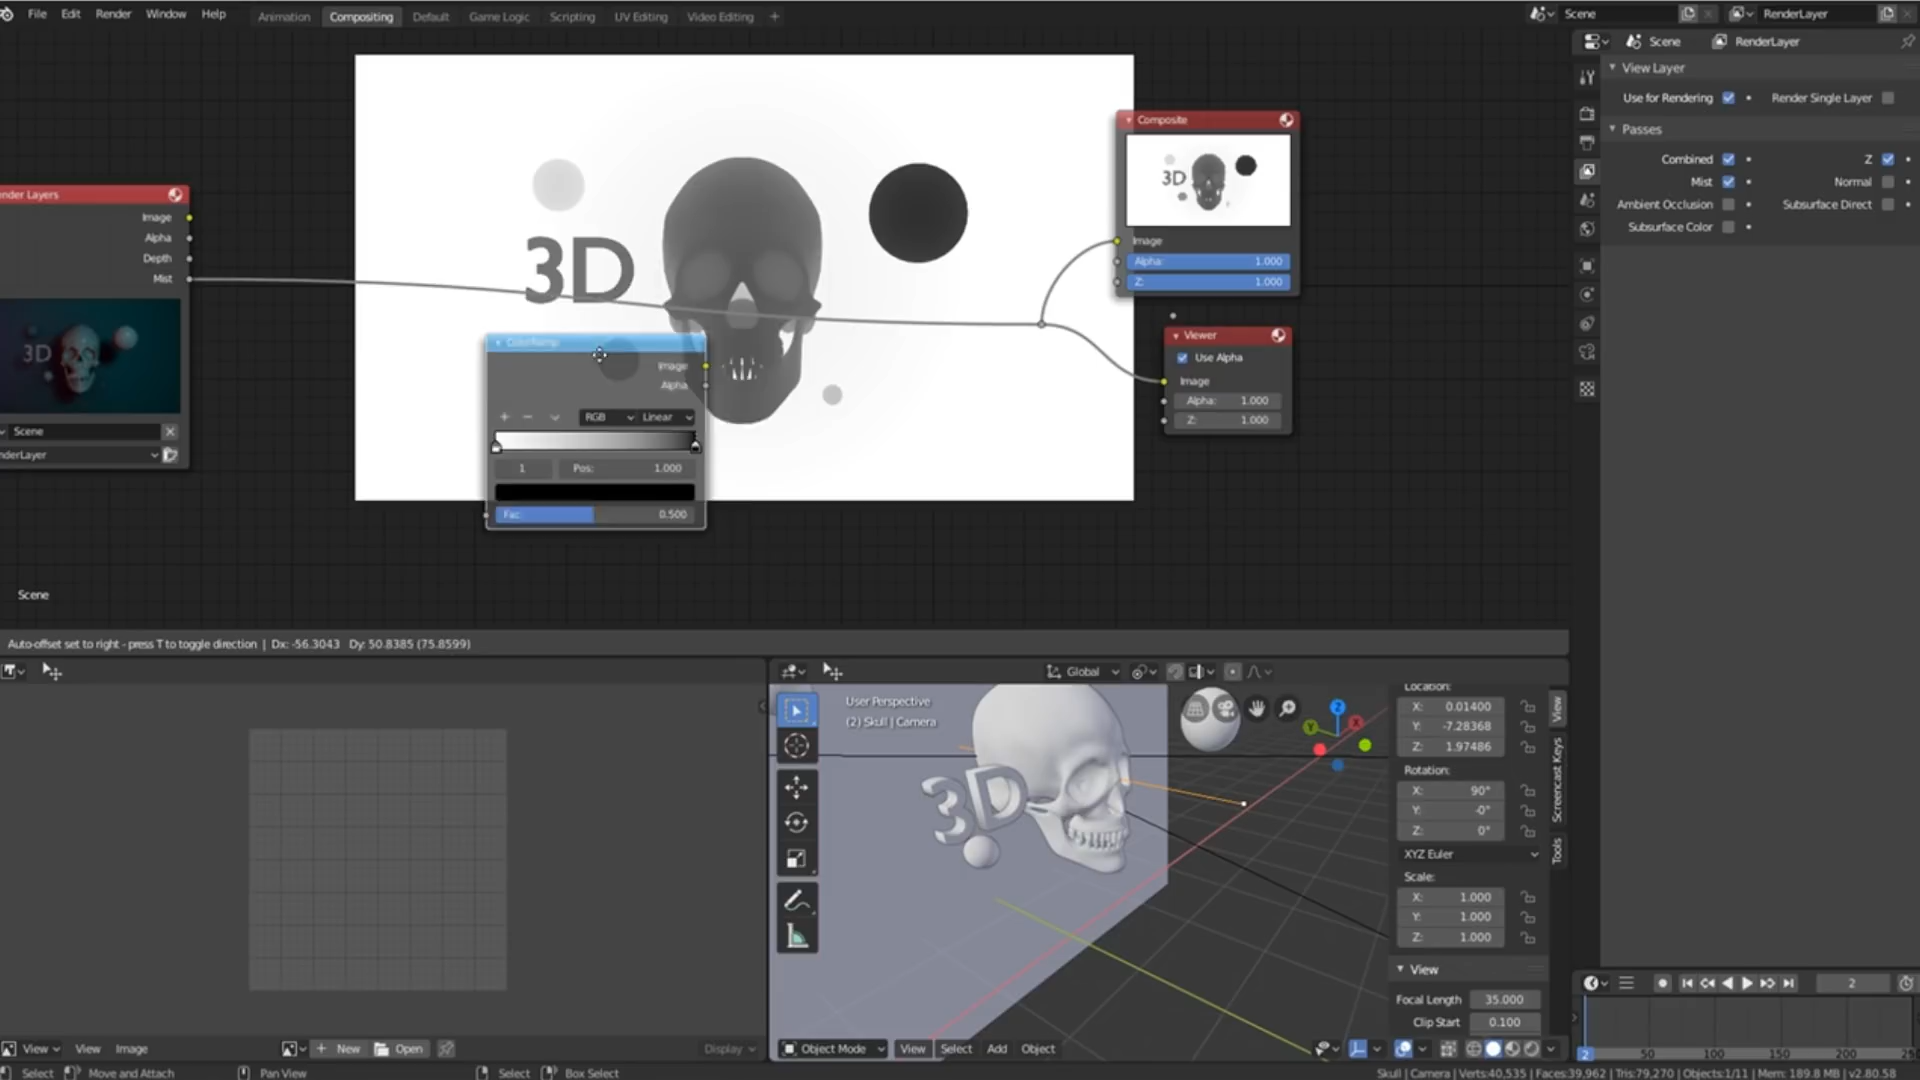 File Edit Render Window Help Animation Compositing Default Game Logic Scripting UV Editing Video Editing + Scene RenderLayer
Scene RenderLayer
View Layer
Use for Rendering Render Single Layer
Passes
Combined Z
Mist Normal
Ambient Occlusion Subsurface Direct
Subsurface Color
nder Layers
Image
Alpha
Depth
Mist
3D
Scene
nderLayer
3D
ColorRamp
Image
Alpha
RGB Linear
1 Pos: 1.000
Fac: 0.500
Composite
3D
Image
Alpha: 1.000
Z: 1.000
Viewer
Use Alpha
Image
Alpha: 1.000
Z: 1.000
Scene
Auto-offset set to right - press T to toggle direction | Dx: -56.3043 Dy: 50.8385 (75.8599)
Global
User Perspective
(2) Skull | Camera
3D
Z
X
Y
Location:
X: 0.01400
Y: -7.28368
Z: 1.97486
Rotation:
X: 90°
Y: -0°
Z: 0°
XYZ Euler
Scale:
X: 1.000
Y: 1.000
Z: 1.000
View
Focal Length 35.000
Clip Start 0.100
View
Screencast Keys
Tools
2
2 50 100 150 200
View View Image + New Open Display
Object Mode View Select Add Object
Select Move and Attach Pan View Select Box Select Skull | Camera | Verts:40,535 | Faces:39,962 | Tris:79,270 | Objects:1/11 | Mem: 189.8 MB | v2.80.58